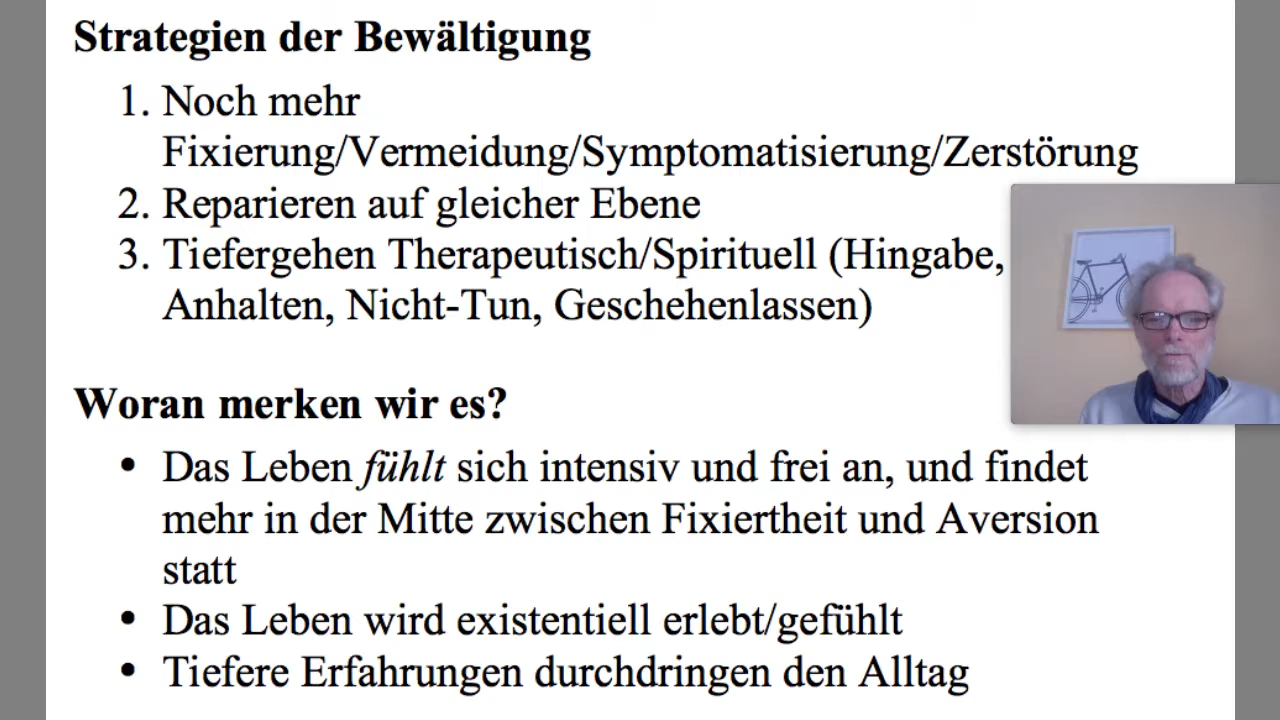 Strategien der Bewältigung
1. Noch mehr
Fixierung/Vermeidung/Symptomatisierung/Zerstörung
2. Reparieren auf gleicher Ebene
3. Tiefergehen Therapeutisch/Spirituell (Hingabe,
Anhalten, Nicht-Tun, Geschehenlassen)
Woran merken wir es?
• Das Leben fühlt sich intensiv und frei an, und findet
mehr in der Mitte zwischen Fixiertheit und Aversion
statt
• Das Leben wird existentiell erlebt/gefühlt
• Tiefere Erfahrungen durchdringen den Alltag